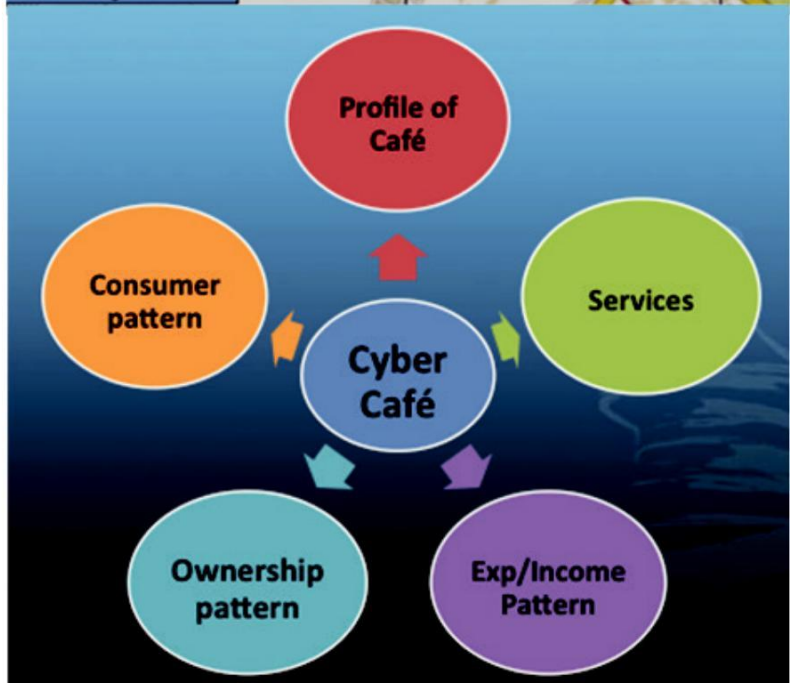 Profile of
Café
Consumer
pattern
Services
Cyber
Café
Ownership
pattern
Exp/Income
Pattern